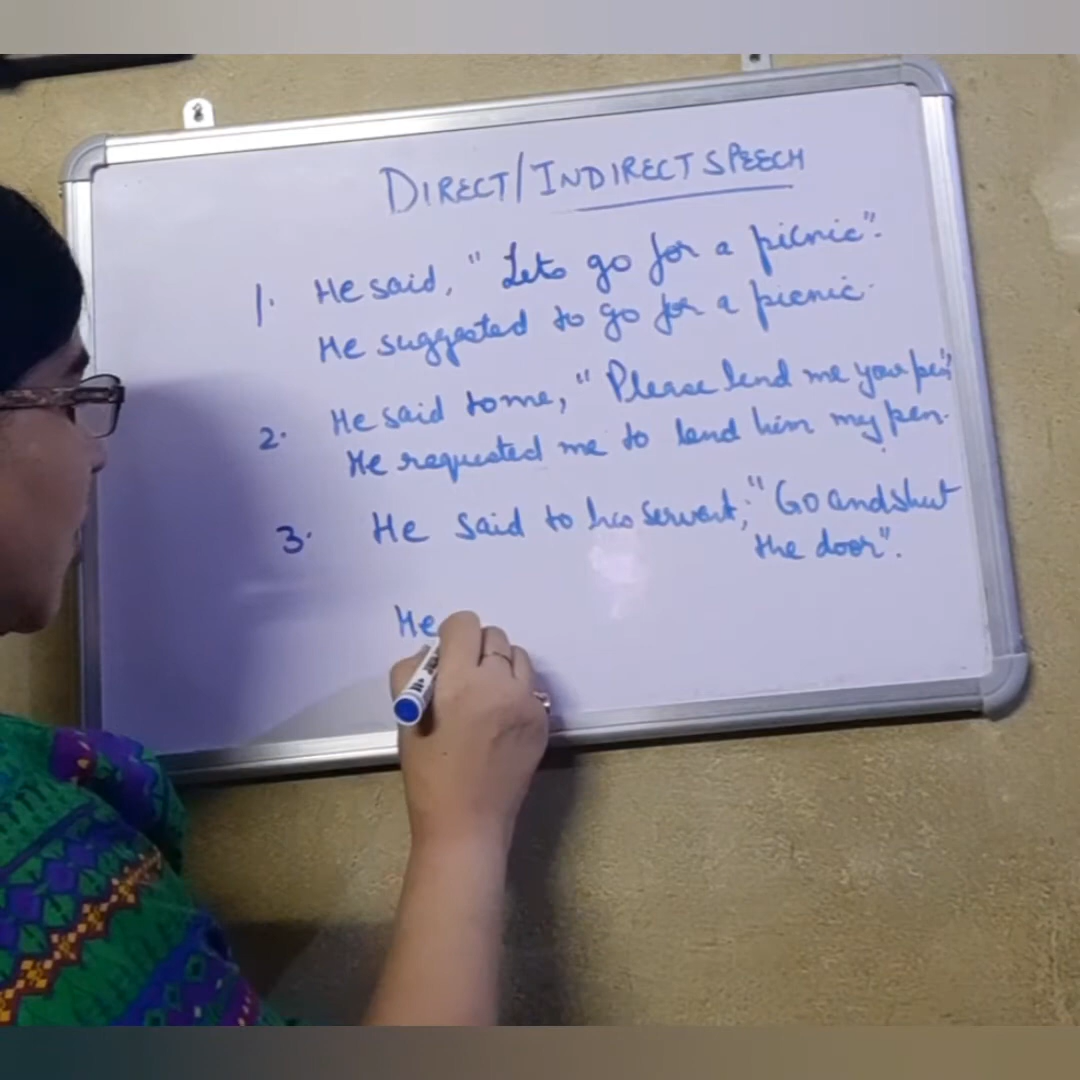 DIRECT/INDIRECT SPEECH
1. He said, "Lets go for a picnic".
He suggested to go for a picnic.
2. He said to me, "Please lend me your pen"
He requested me to lend him my pen.
3. He said to his servant, "Go and shut
the door".
He